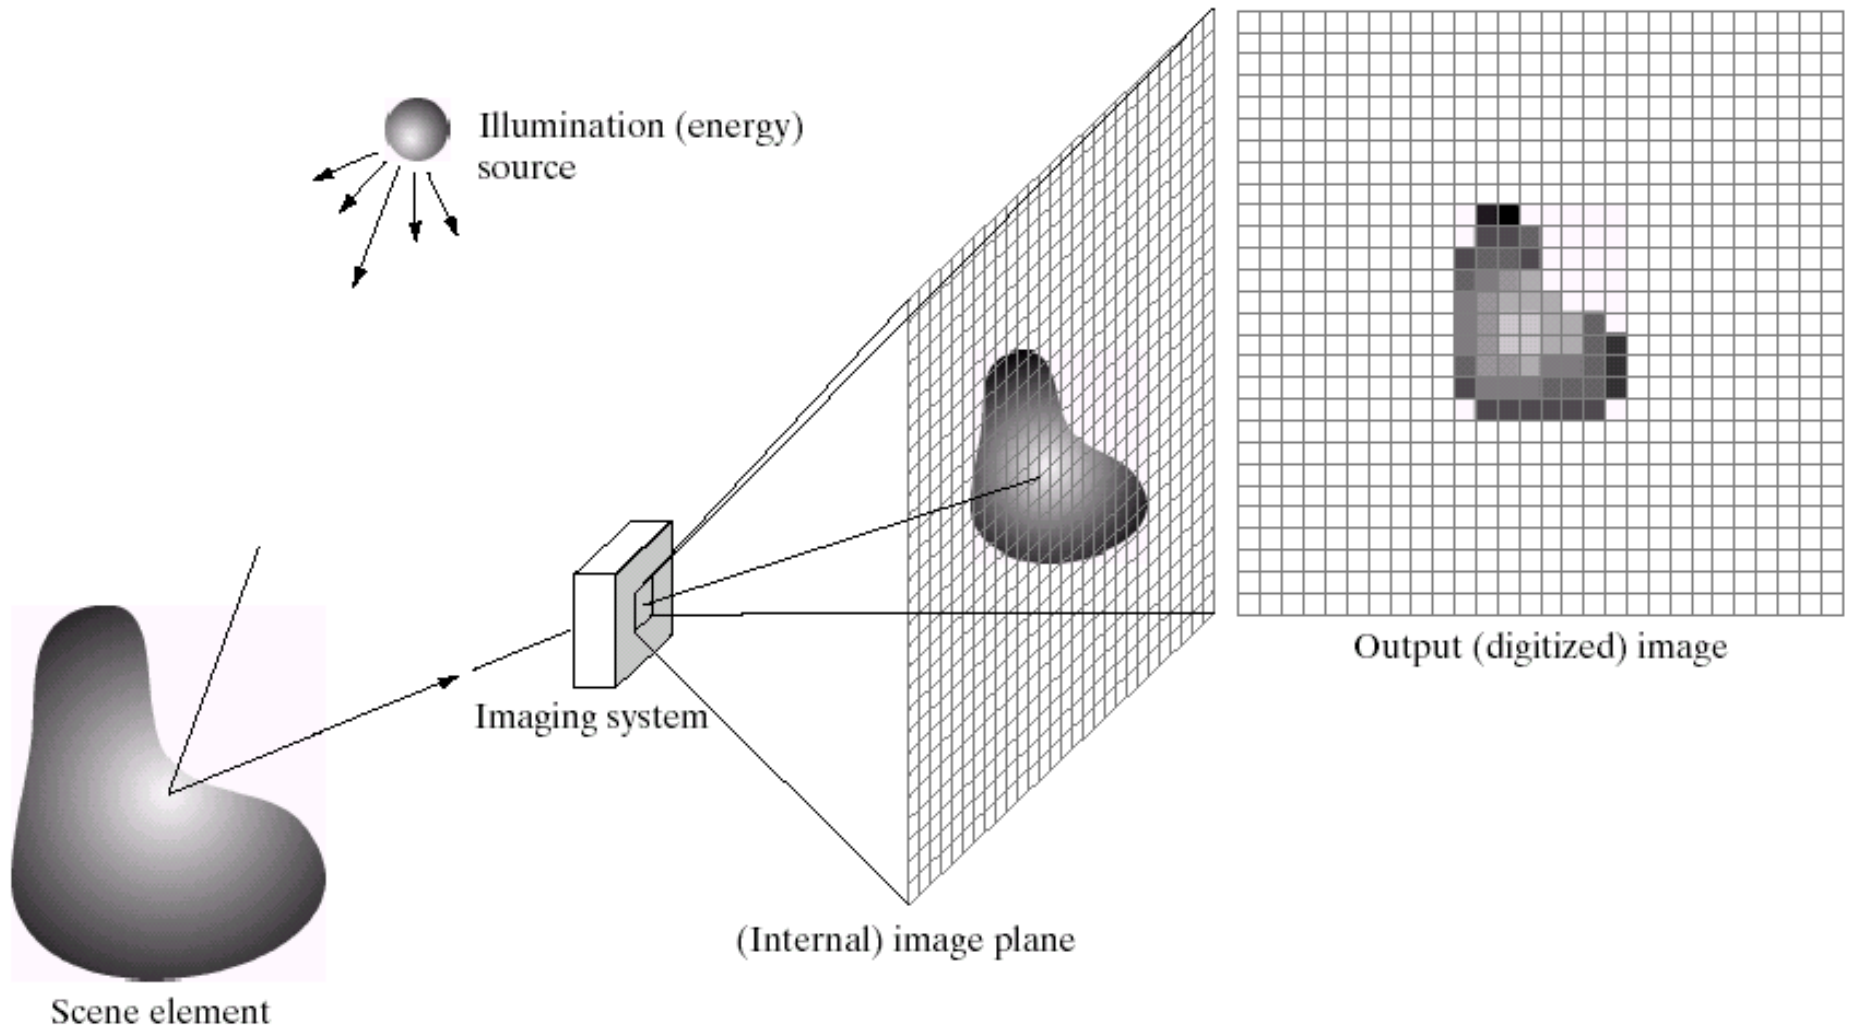 Illumination (energy)
source
Output (digitized) image
Imaging system
(Internal) image plane
Scene element